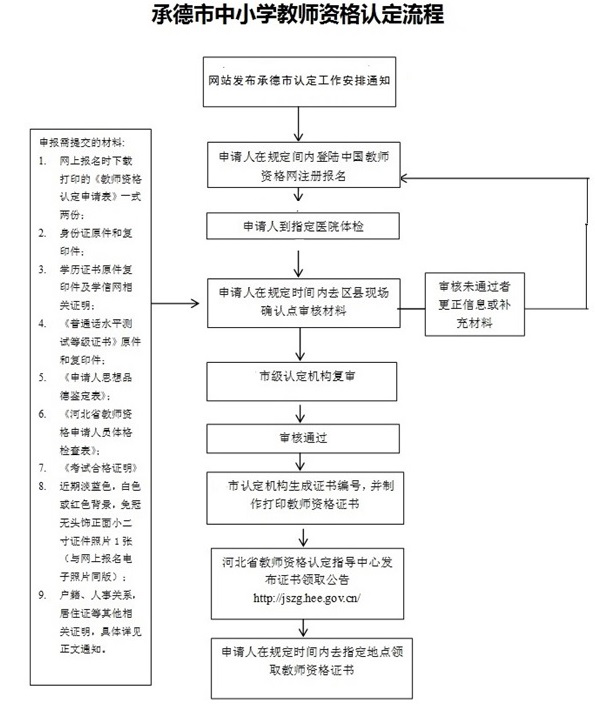 承德市中小学教师资格认定流程
网站发布承德市认定工作安排通知
申请人在规定间内登陆中国教师
资格网注册报名
申请人到指定医院体检
申报需提交的材料:
1. 网上报名时下载
打印的《教师资格
认定申请表》一式
两份；
2. 身份证原件和复
印件；
3. 学历证书原件复
印件及学信网相
关证明；
4. 《普通话水平测
试等级证书》原件
和复印件；
5. 《申请人思想品
德鉴定表》；
6. 《河北省教师资
格申请人员体格
检查表》；
7. 《考试合格证明》
8. 近期淡蓝色，白色
或红色背景，免冠
无头饰正面小二
寸证件照片 1 张
（与网上报名电
子照片同版）；
9. 户籍、人事关系，
居住证等其他相
关证明，具体详见
正文通知。
申请人在规定时间内去区县现场
确认点审核材料
审核未通过者
更正信息或补
充材料
市级认定机构复审
审核通过
市认定机构生成证书编号，并制
作打印教师资格证书
河北省教师资格认定指导中心发
布证书领取公告
http://jszg.hee.gov.cn/
申请人在规定时间内去指定地点领
取教师资格证书